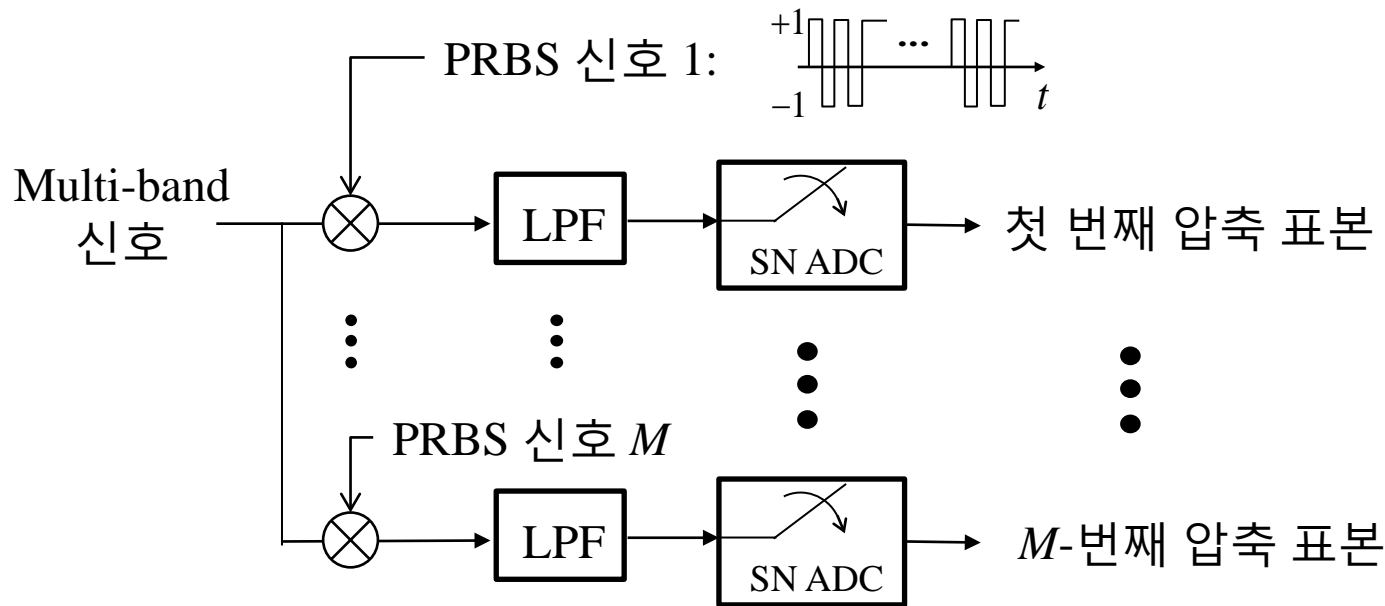 PRBS 신호 1:
+1
...
−1
t
Multi-band
신호
LPF
SN ADC
첫 번째 압축 표본
PRBS 신호 M
LPF
SN ADC
M-번째 압축 표본